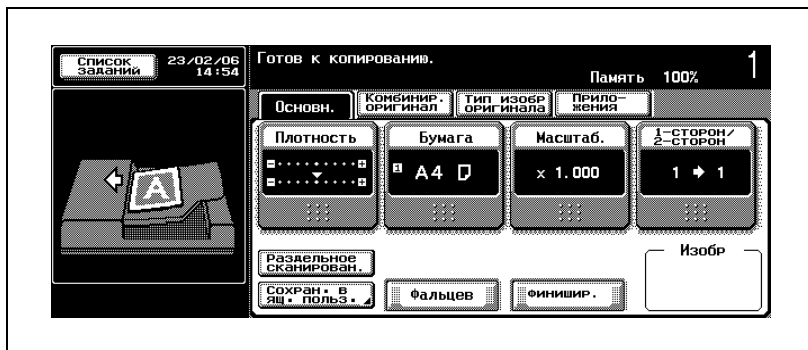 Список
заданий
23/02/06
14:54
Готов к копированию.
Память 100%
1
Основн.
Комбинир.
оригинал
Тип изобр
оригинала
Прило-
жения
Плотность
Бумага
Масштаб.
1-сторон/
2-сторон
1 A4
× 1.000
1 ➔ 1
A
Раздельное
сканирован.
Сохран. в
ящ. польз.
Фальцев
Финишир.
Изобр